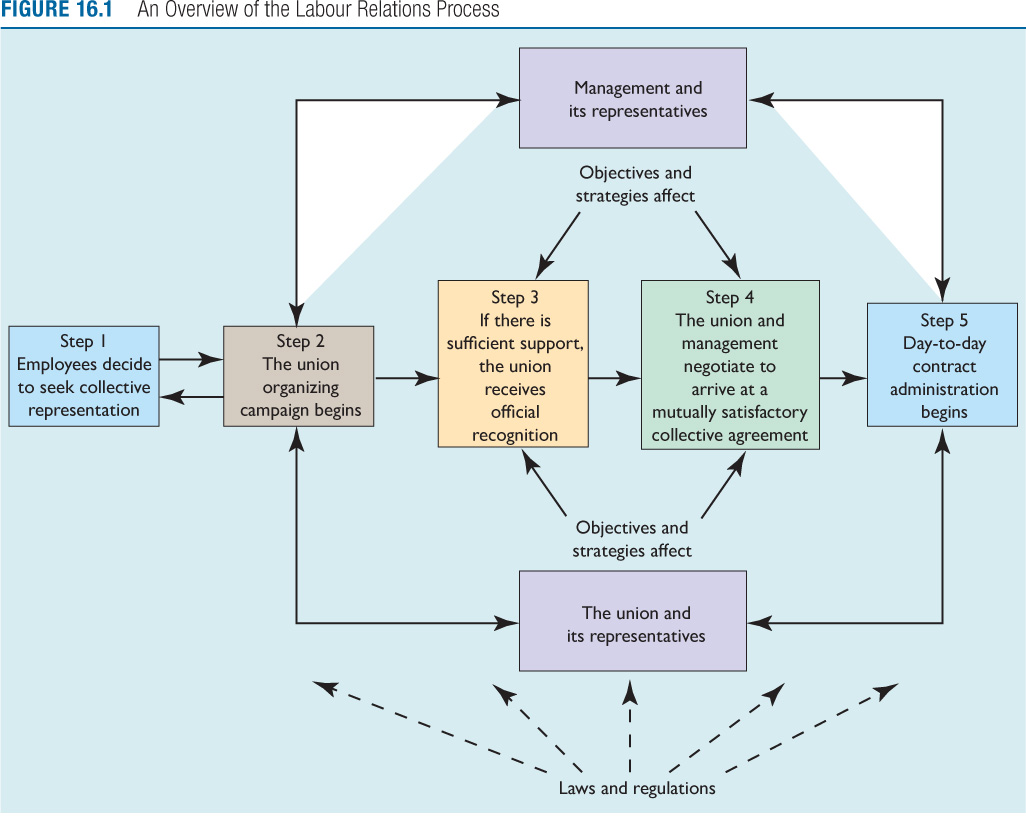 FIGURE 16.1 An Overview of the Labour Relations Process
Management and
its representatives
Objectives and
strategies affect
Step 1
Employees decide
to seek collective
representation
Step 2
The union
organizing
campaign begins
Step 3
If there is
sufficient support,
the union
receives
official
recognition
Step 4
The union and
management
negotiate to
arrive at a
mutually satisfactory
collective agreement
Step 5
Day-to-day
contract
administration
begins
Objectives and
strategies affect
The union and
its representatives
Laws and regulations